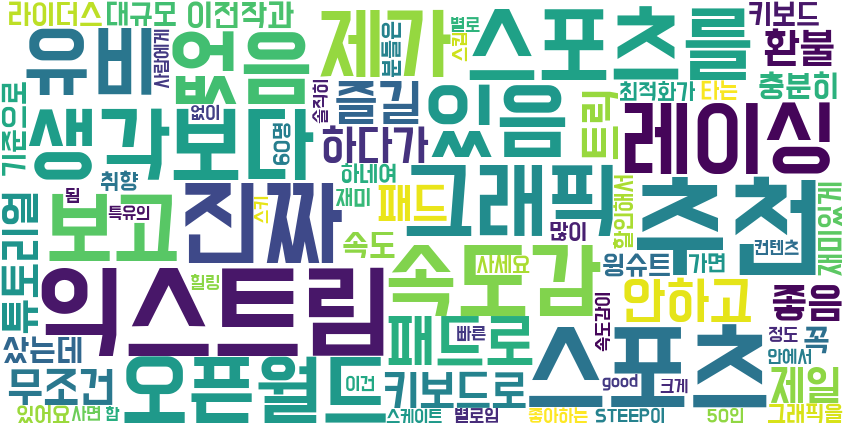 라이더스 대규모 이전작과 제가 스포츠를 키보드
유비 사람에게 없음 분들은 별로 스킵 환불
기준으로 생각보다 없이 60명 솔직히 즐길 있음 트릭 최적화가 타는 충분히
하다가 레이싱
됨 취향 진짜 하네여 그래픽 추천
튜토리얼 보고 특유의 스키 재미 패드 많이 할인해서 재미있게
익스트림 힐링 속도 속도감 사세요 윙슈트 가면 컨텐츠
안하고 좋음
샀는데 패드로 빠른 속도감이 스포츠 정도 꼭
무조건 오픈월드 이건 키보드로 good 크게 안에서 제일
있어요 사면 함 스케이트 별로임 좋아하는 STEEP이 50인 그래픽을